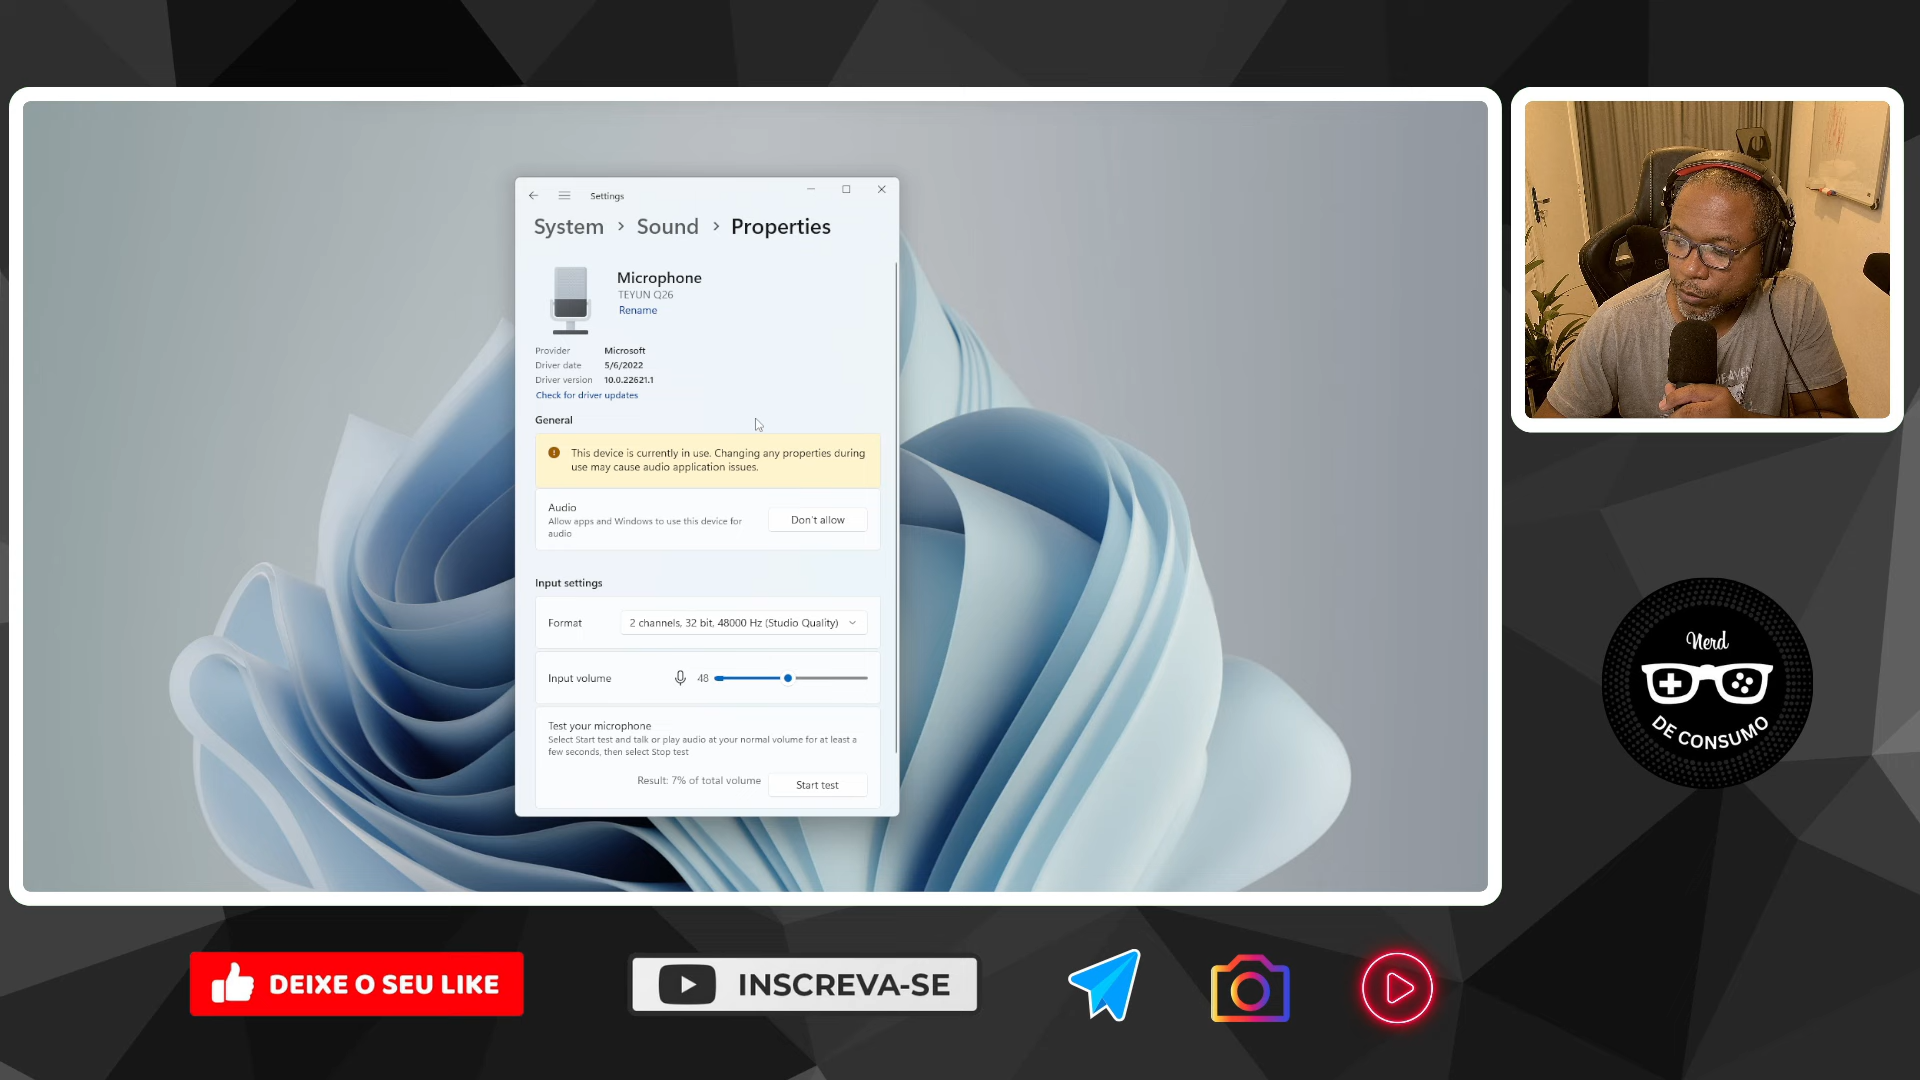 Settings
System > Sound > Properties
Microphone
TEYUN Q26
Rename
Provider Microsoft
Driver date 5/6/2022
Driver version 10.0.22621.1
Check for driver updates
General
This device is currently in use. Changing any properties during
use may cause audio application issues.
Audio
Allow apps and Windows to use this device for
audio
Don't allow
Input settings
Format 2 channels, 32 bit, 48000 Hz (Studio Quality)
Input volume 48
Test your microphone
Select Start test and talk or play audio at your normal volume for at least a
few seconds, then select Stop test
Result: 7% of total volume Start test
Nerd
DE CONSUMO
DEIXE O SEU LIKE
INSCREVA-SE